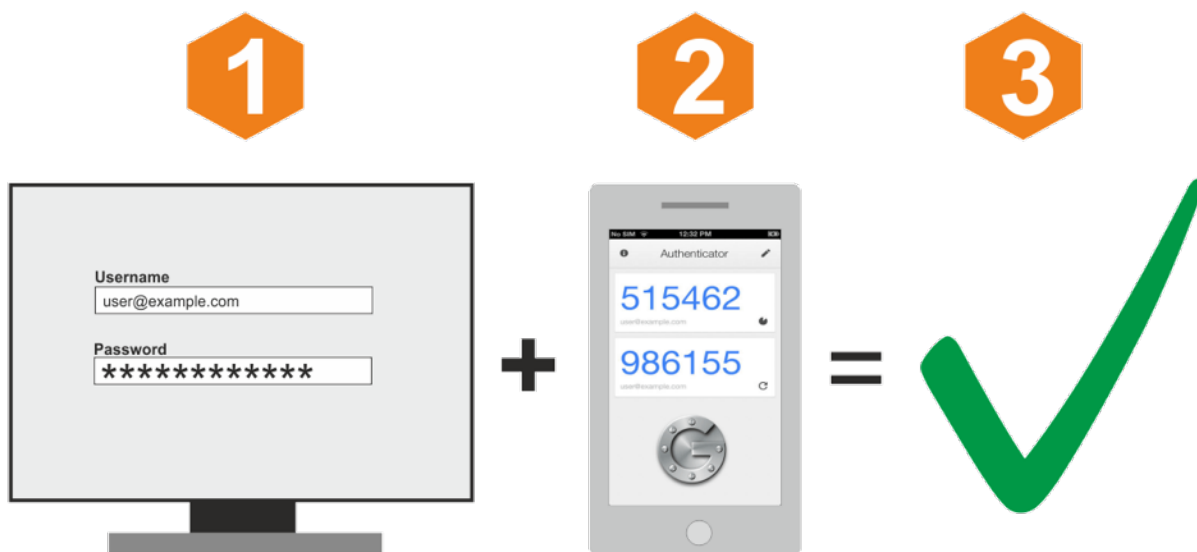 1
2
3
Username
user@example.com
Password
************
+
=
No SIM 12:32 PM
Authenticator
515462
user@example.com
986155
user@example.com
G